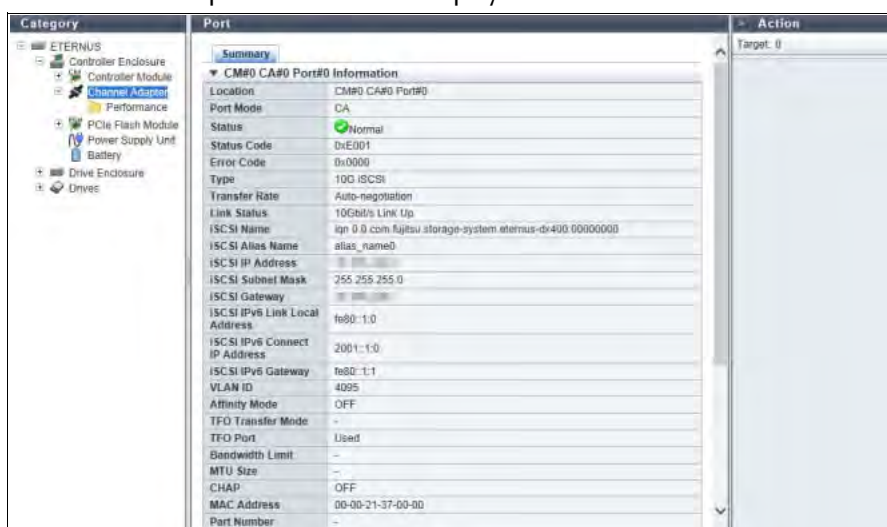 Category
ETERNUS
Controller Enclosure
Controller Module
Channel Adapter
Performance
PCIe Flash Module
Power Supply Unit
Battery
Drive Enclosure
Drives
Port
Summary
CM#0 CA#0 Port#0 Information
Location CM#0 CA#0 Port#0
Port Mode CA
Status Normal
Status Code 0xE001
Error Code 0x0000
Type 10G iSCSI
Transfer Rate Auto-negotiation
Link Status 10Gbit/s Link Up
iSCSI Name iqn 0.0.com.fujitsu.storage-system.eternus-dx400:00000000
iSCSI Alias Name alias_name0
iSCSI IP Address
iSCSI Subnet Mask 255.255.255.0
iSCSI Gateway
iSCSI IPv6 Link Local
Address fe80::1:0
iSCSI IPv6 Connect
IP Address 2001::1:0
iSCSI IPv6 Gateway fe80::1:1
VLAN ID 4095
Affinity Mode OFF
TFO Transfer Mode -
TFO Port Used
Bandwidth Limit -
MTU Size -
CHAP OFF
MAC Address 00-00-21-37-00-00
Part Number -
Action
Target: 0